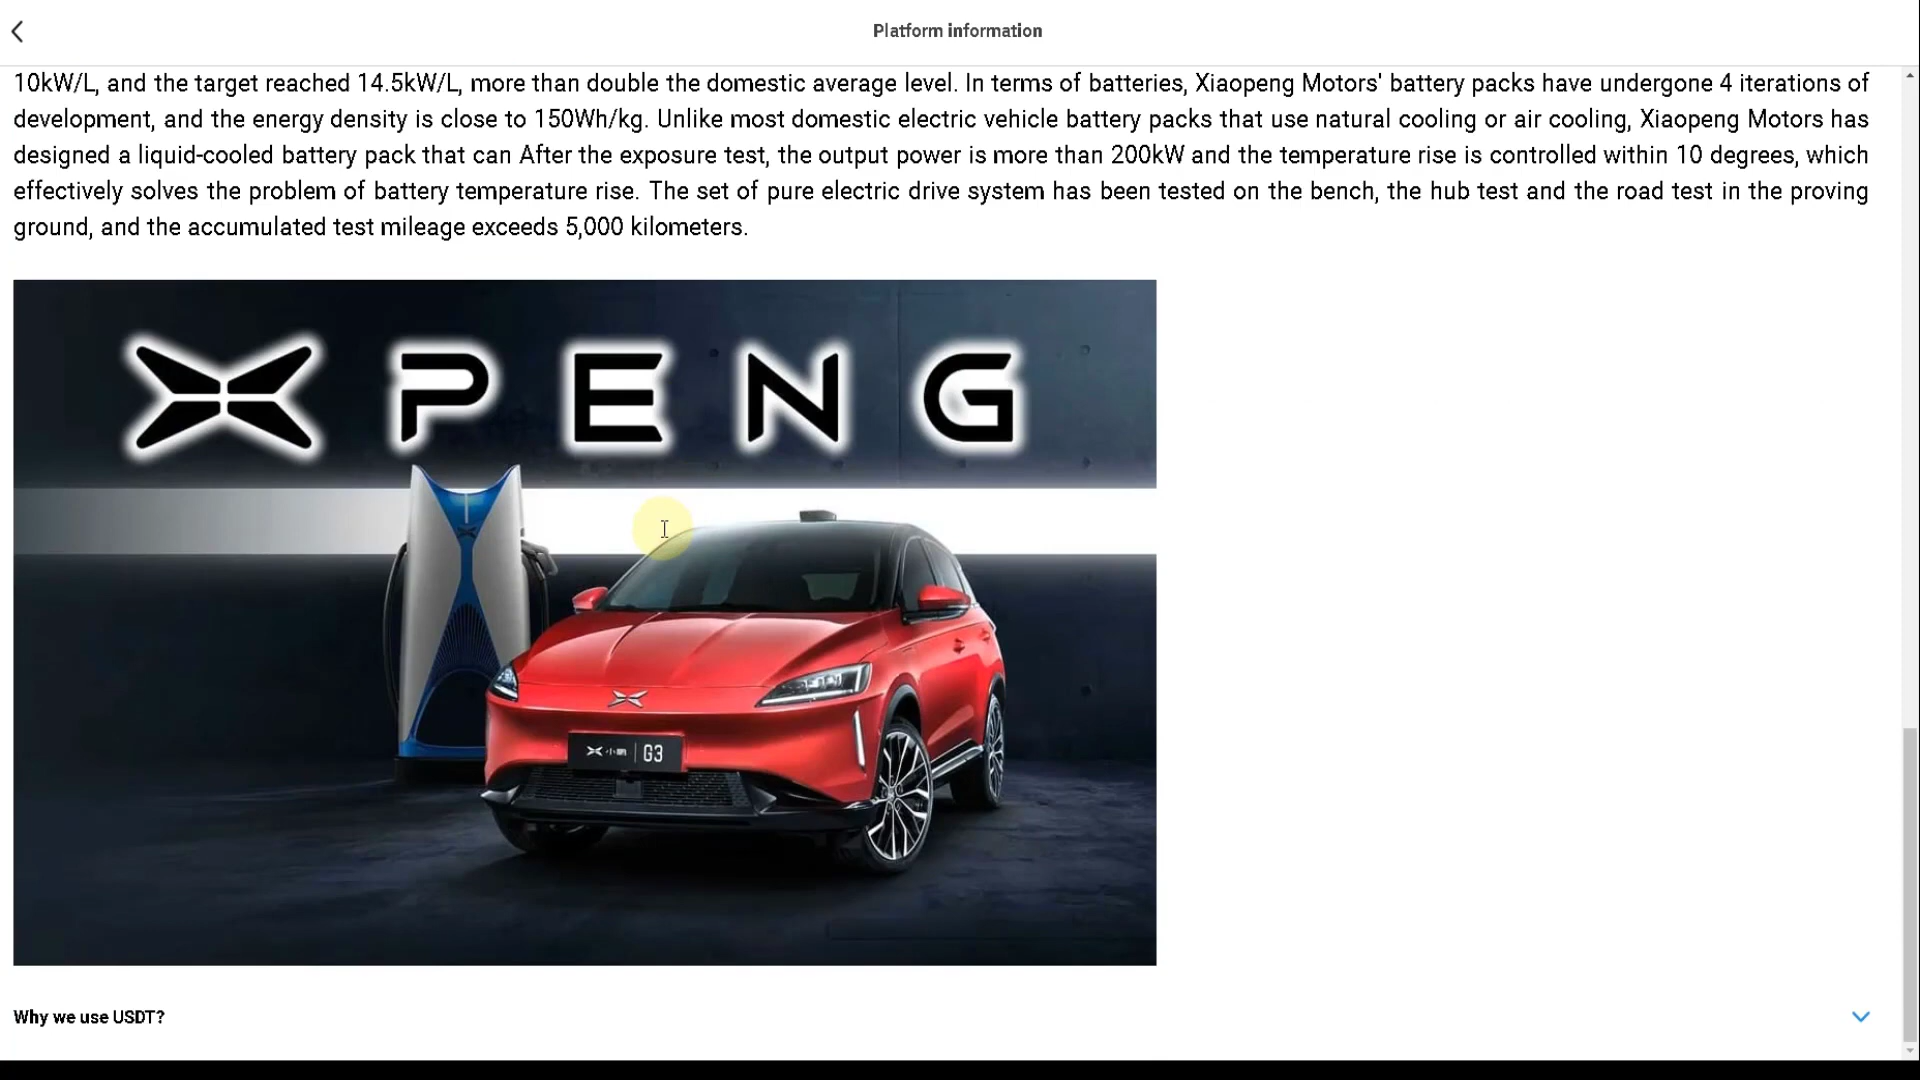 Platform information
10kW/L, and the target reached 14.5kW/L, more than double the domestic average level. In terms of batteries, Xiaopeng Motors' battery packs have undergone 4 iterations of
development, and the energy density is close to 150Wh/kg. Unlike most domestic electric vehicle battery packs that use natural cooling or air cooling, Xiaopeng Motors has
designed a liquid-cooled battery pack that can After the exposure test, the output power is more than 200kW and the temperature rise is controlled within 10 degrees, which
effectively solves the problem of battery temperature rise. The set of pure electric drive system has been tested on the bench, the hub test and the road test in the proving
ground, and the accumulated test mileage exceeds 5,000 kilometers.
XPENG
G3
Why we use USDT?